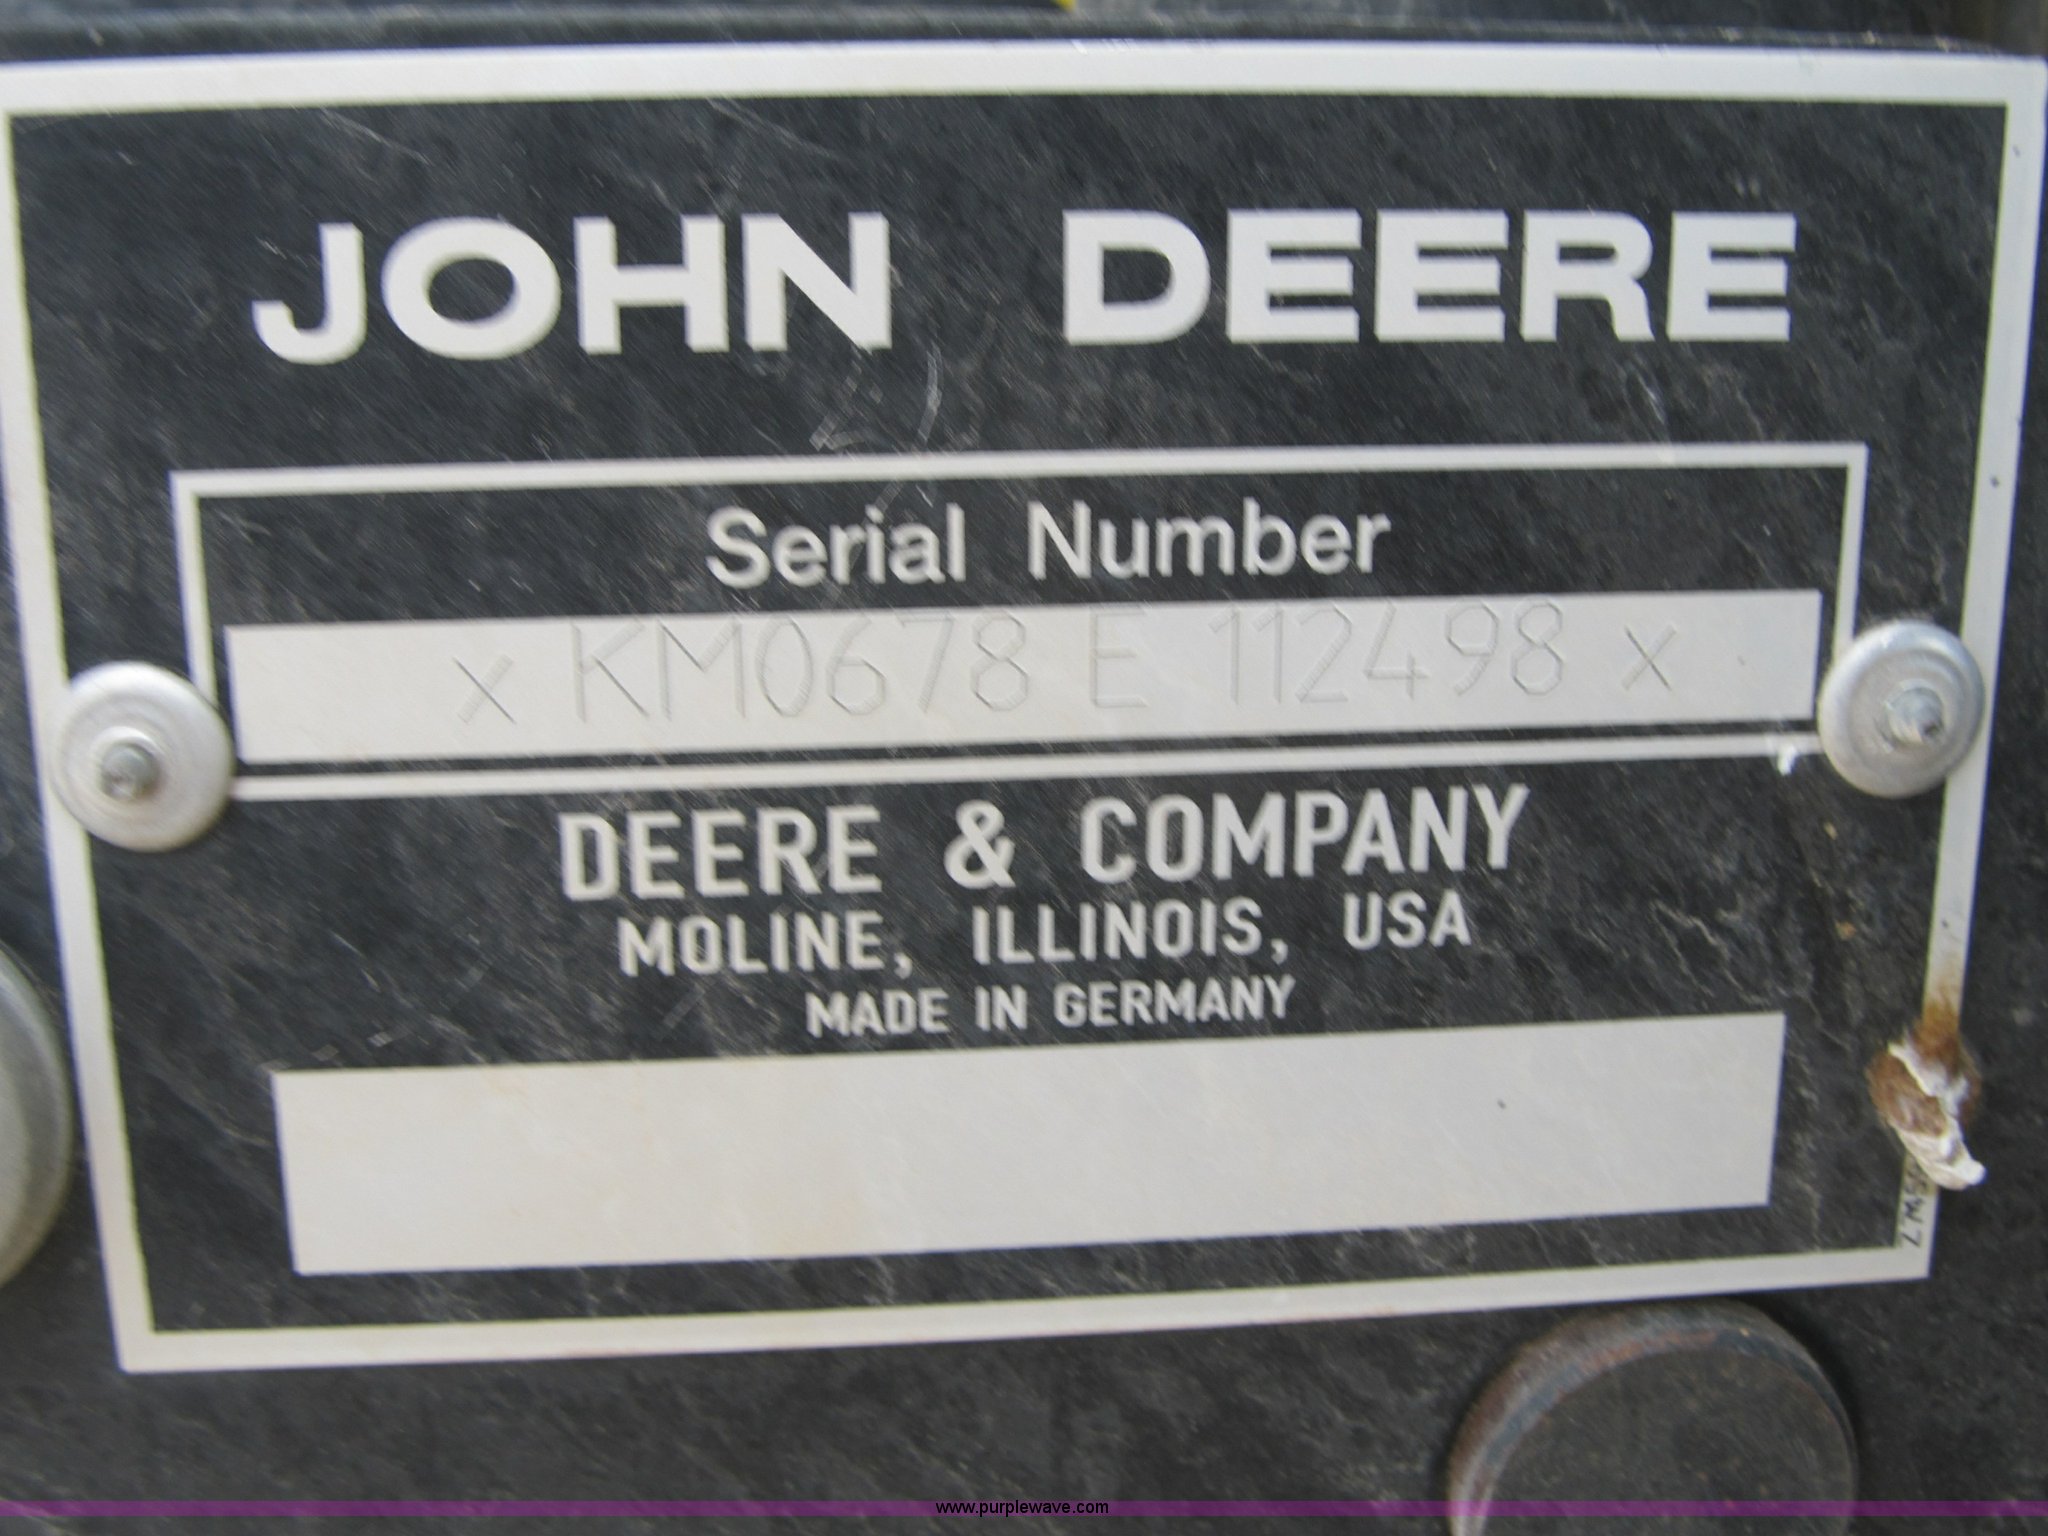 JOHN DEERE
Serial Number
x KM0678 E 112498 x
DEERE & COMPANY
MOLINE, ILLINOIS, USA
MADE IN GERMANY
www.purplewave.com